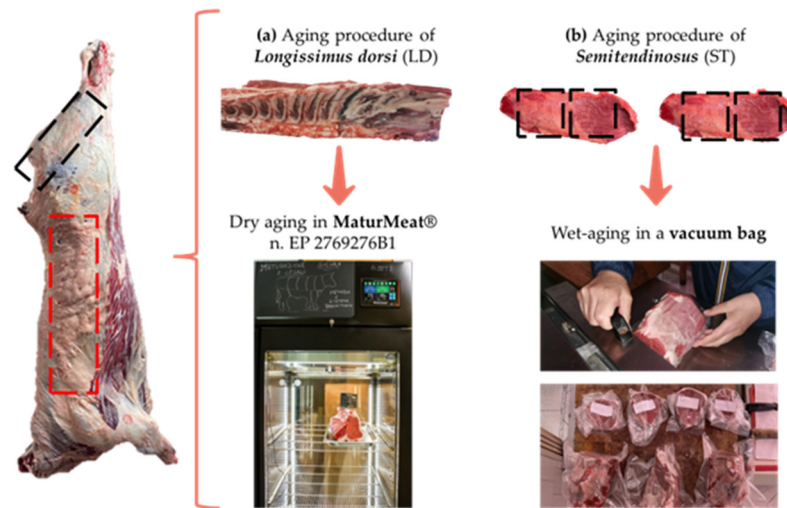 (a) Aging procedure of
Longissimus dorsi (LD)
(b) Aging procedure of
Semitendinosus (ST)
Dry aging in MaturMeat®
n. EP 2769276B1
Wet-aging in a vacuum bag